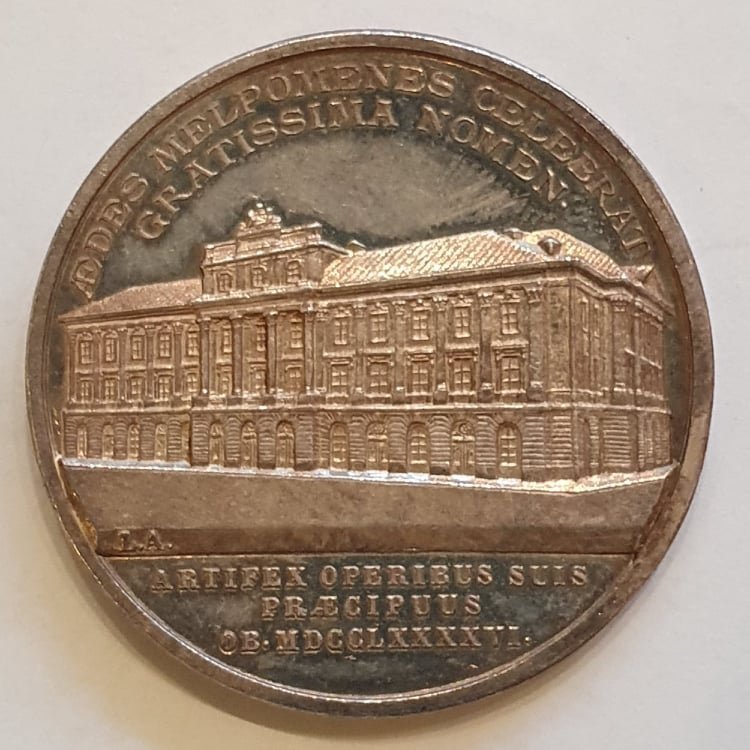 ÆDES MELPOMENES CELEBRAT
GRATISSIMA NOMEN.
L.A.
ARTIFEX OPERIBUS SUIS
PRÆCIPUUS
OB·MDCCLXXXXVI.